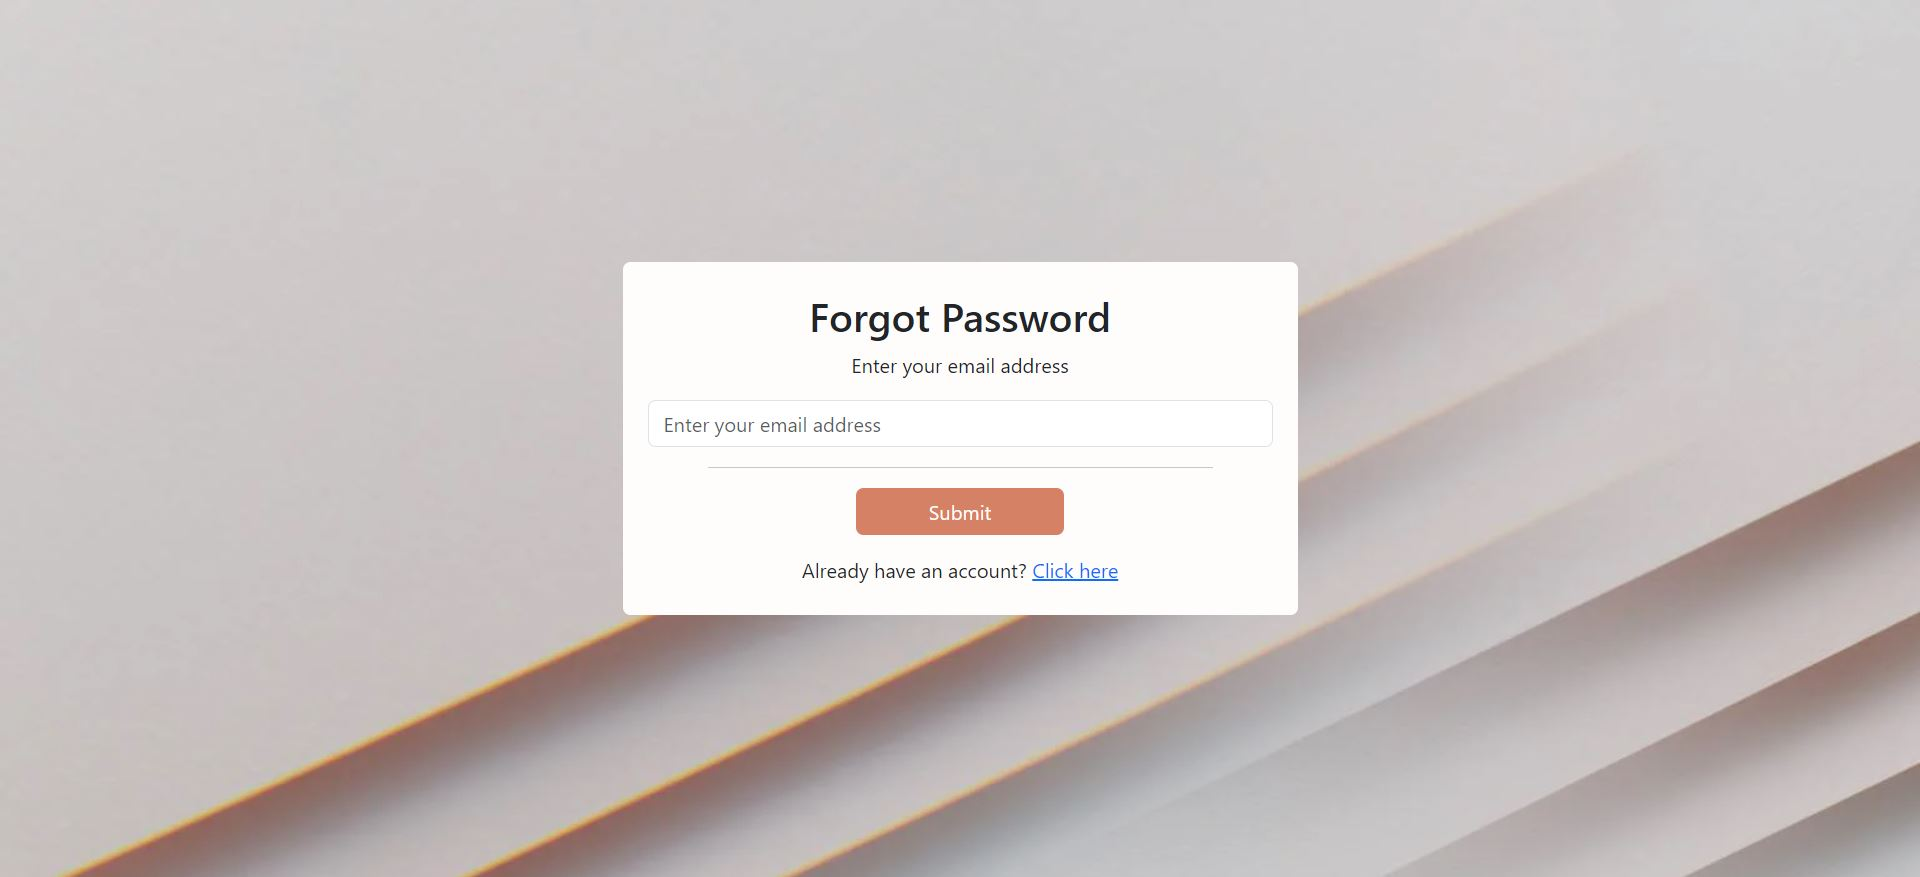 Forgot Password
Enter your email address
Enter your email address
Submit
Already have an account? Click here